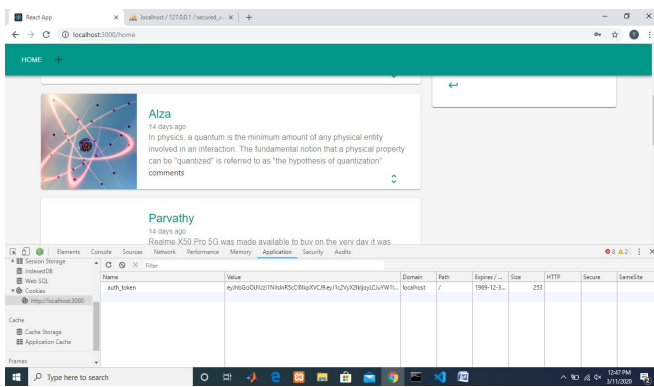 React App
localhost / 127.0.0.1 / secured_
localhost:3000/home
HOME +
Alza
14 days ago
In physics, a quantum is the minimum amount of any physical entity
involved in an interaction. The fundamental notion that a physical property
can be "quantized" is referred to as "the hypothesis of quantization"
comments
Parvathy
14 days ago
Realme X50 Pro 5G was made available to buy on the very day it was
Elements Console Sources Network Performance Memory Application Security Audits
8 2
Session Storage
IndexedDB
Web SQL
Cookies
http://localhost:3000
Cache
Cache Storage
Application Cache
Frames
Filter
Name Value Domain Path Expires / ... Size HTTP Secure SameSite
auth_token localhost / 1969-12-3... 253
Type here to search
12:47 PM
3/11/2020